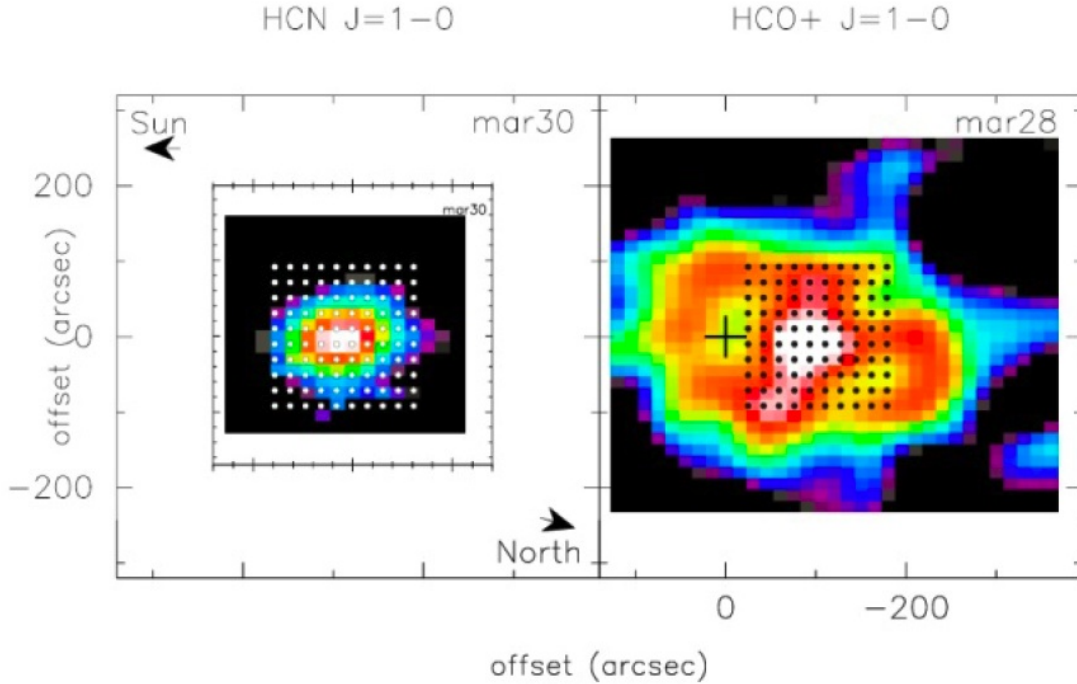 HCN J=1-0 HCO+ J=1-0
Sun mar30 mar28
mar30
200
0
-200
offset (arcsec)
North
0 -200
offset (arcsec)